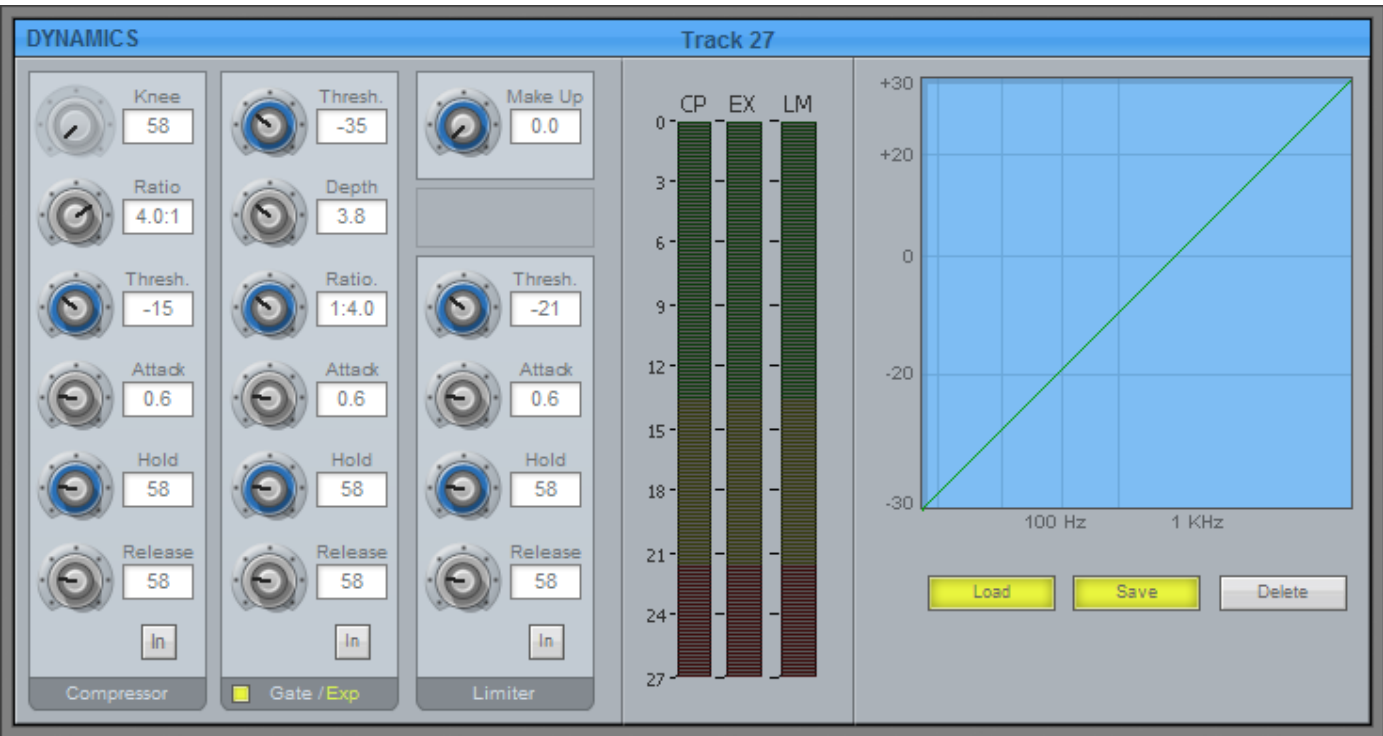 DYNAMICS
Track 27
Knee
58
Ratio
4.0:1
Thresh.
-15
Attack
0.6
Hold
58
Release
58
In
Compressor
Thresh.
-35
Depth
3.8
Ratio.
1:4.0
Attack
0.6
Hold
58
Release
58
In
Gate / Exp
Make Up
0.0
Thresh.
-21
Attack
0.6
Hold
58
Release
58
In
Limiter
CP EX LM
0
3
6
9
12
15
18
21
24
27
+30
+20
0
-20
-30
100 Hz
1 KHz
Load
Save
Delete